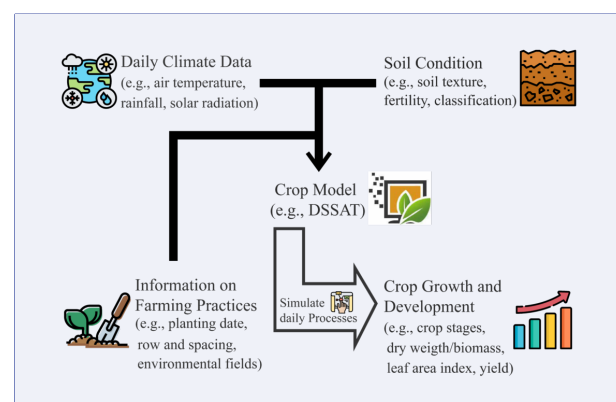 Daily Climate Data
(e.g., air temperature,
rainfall, solar radiation)
Soil Condition
(e.g., soil texture,
fertility, classification)
Crop Model
(e.g., DSSAT)
Information on
Farming Practices
(e.g., planting date,
row and spacing,
environmental fields)
Simulate
daily Processes
Crop Growth and
Development
(e.g., crop stages,
dry weigth/biomass,
leaf area index, yield)